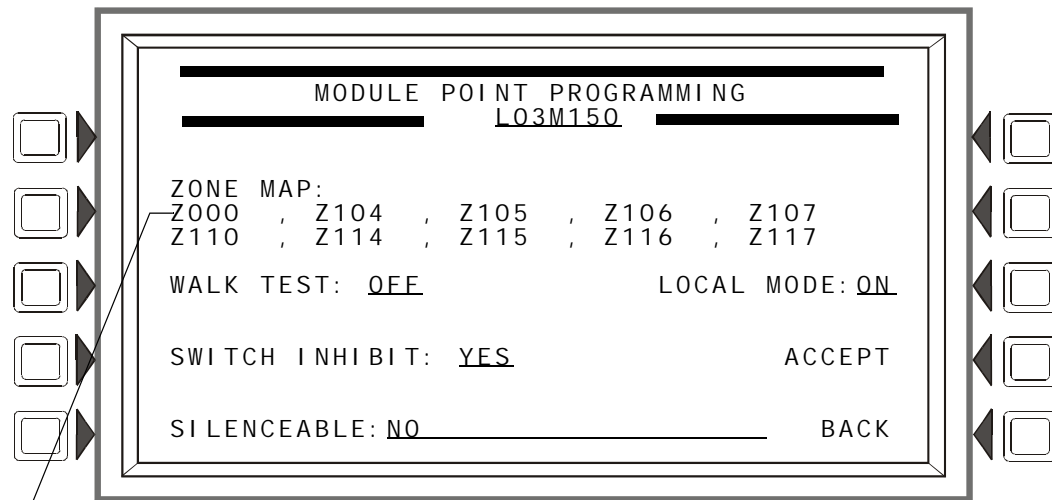 MODULE POINT PROGRAMMING
L03M150
ZONE MAP:
Z000 , Z104 , Z105 , Z106 , Z107
Z110 , Z114 , Z115 , Z116 , Z117
WALK TEST: OFF LOCAL MODE: ON
SWITCH INHIBIT: YES ACCEPT
SILENCEABLE: NO BACK